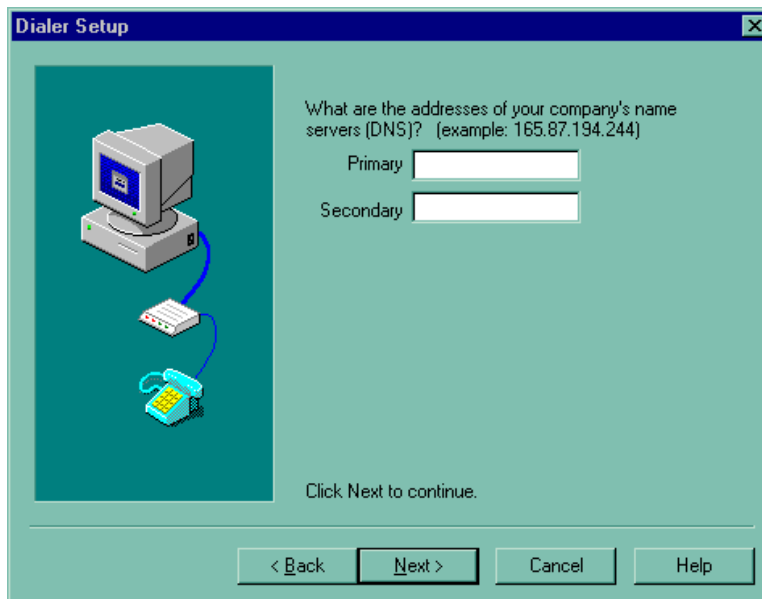 Dialer Setup
What are the addresses of your company's name
servers (DNS)? (example: 165.87.194.244)
Primary
Secondary
Click Next to continue.
< Back
Next >
Cancel
Help